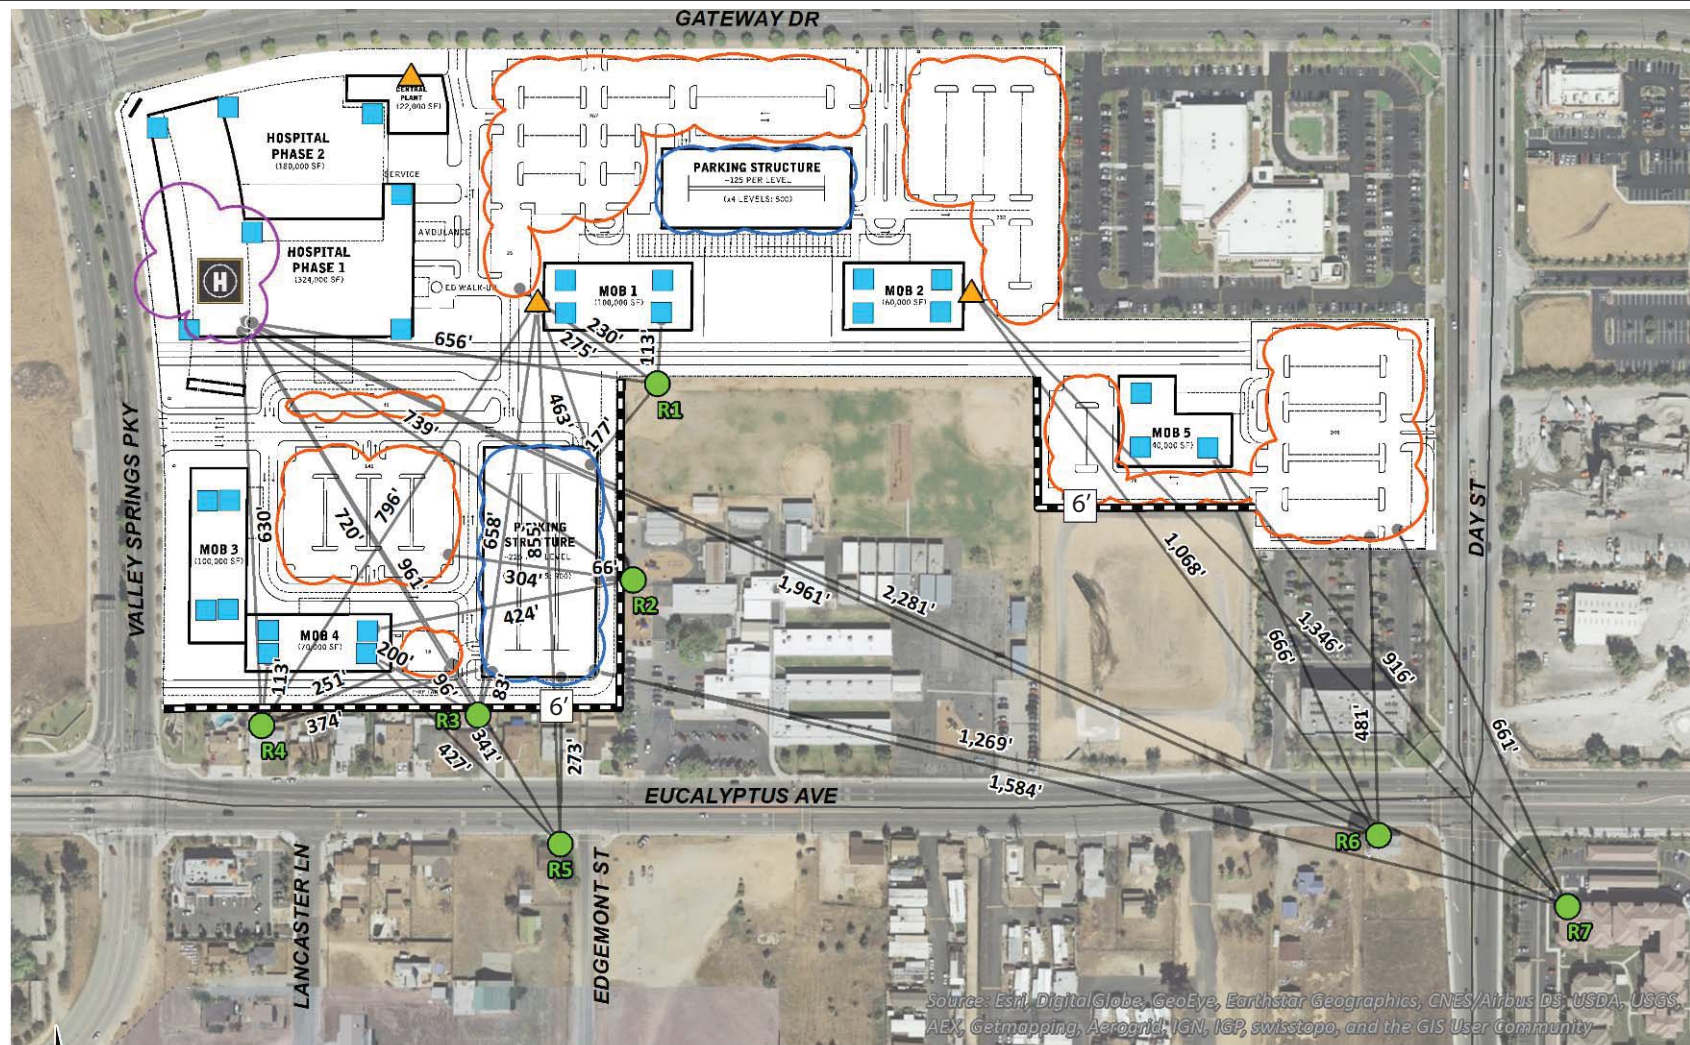 GATEWAY DR
CENTRAL
PLANT
(22,000 SF)
HOSPITAL
PHASE 2
(180,000 SF)
SERVICE
AMBULANCE
HOSPITAL
PHASE 1
(324,000 SF)
H
ED WALK-UP
PARKING STRUCTURE
~125 PER LEVEL
(x4 LEVELS: 500)
25
MOB 1
(100,000 SF)
MOB 2
(60,000 SF)
656'
230'
275'
113'
R1
463'
177'
739'
MOB 5
(40,000 SF)
6'
VALLEY SPRINGS PKY
DAY ST
MOB 3
(100,000 SF)
630'
720'
796'
961'
658'
855'
PARKING
STRUCTURE
304'
66'
R2
424'
MOB 4
(70,000 SF)
200'
113'
251'
96'
83'
374'
R4
R3
6'
427'
341'
273'
1,068'
1,961'
2,281'
666'
1,346'
916'
481'
661'
1,269'
1,584'
EUCALYPTUS AVE
R5
R6
R7
LANCASTER LN
EDGEMONT ST
Source: Esri, DigitalGlobe, GeoEye, Earthstar Geographics, CNES/Airbus DS, USDA, USGS,
AEX, Getmapping, Aerogrid, IGN, IGP, swisstopo, and the GIS User Community